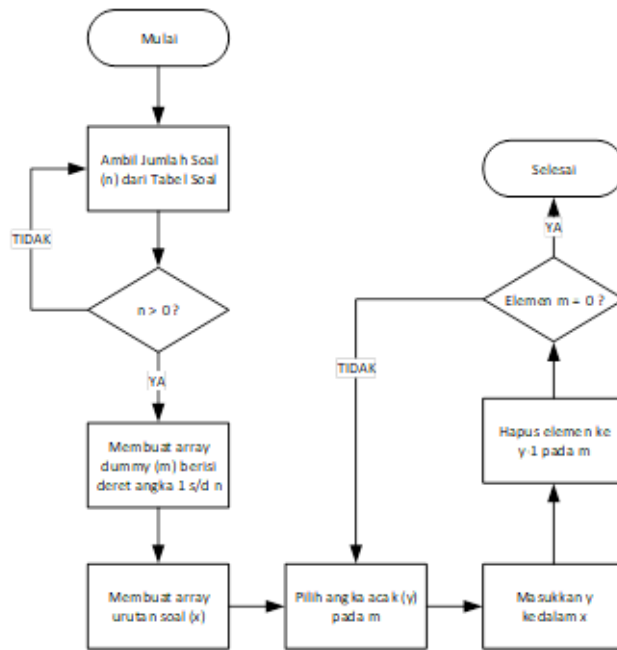 Mulai
Ambil Jumlah Soal
(n) dari Tabel Soal
TIDAK
n > 0 ?
YA
Membuat array
dummy (m) berisi
deret angka 1 s/d n
Membuat array
urutan soal (x)
Pilih angka acak (y)
pada m
Masukkan y
kedalam x
Hapus elemen ke
y-1 pada m
Elemen m = 0 ?
TIDAK
YA
Selesai